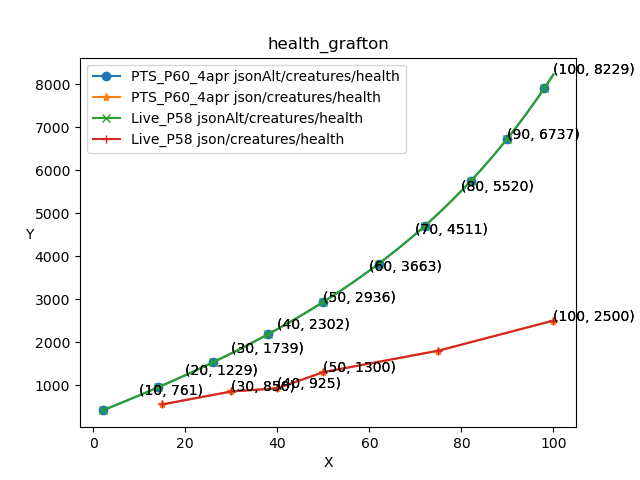 health_grafton
PTS_P60_4apr jsonAlt/creatures/health
PTS_P60_4apr json/creatures/health
Live_P58 jsonAlt/creatures/health
Live_P58 json/creatures/health
(100, 8229)
(90, 6737)
(80, 5520)
(70, 4511)
(60, 3663)
(50, 2936)
(40, 2302)
(30, 1739)
(20, 1229)
(10, 761)
(100, 2500)
(50, 1300)
(40, 925)
(30, 850)
8000
7000
6000
5000
4000
3000
2000
1000
Y
0 20 40 60 80 100
X